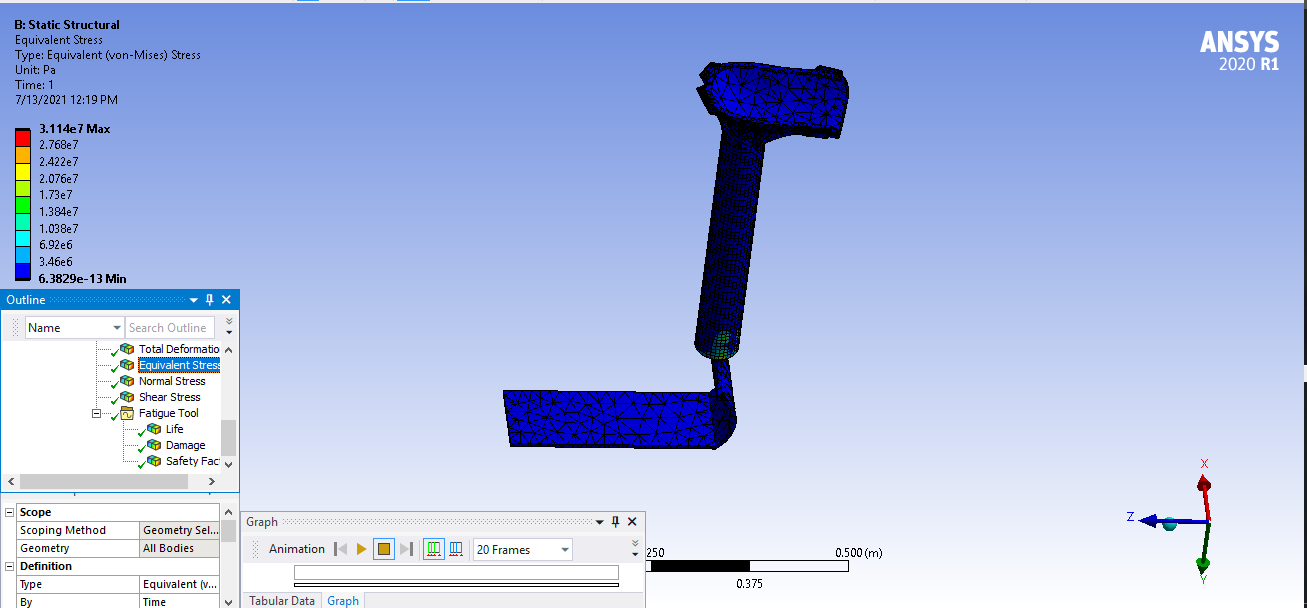 B: Static Structural
Equivalent Stress
Type: Equivalent (von-Mises) Stress
Unit: Pa
Time: 1
7/13/2021 12:19 PM
3.114e7 Max
2.768e7
2.422e7
2.076e7
1.73e7
1.384e7
1.038e7
6.92e6
3.46e6
6.3829e-13 Min
ANSYS
2020 R1
Outline
Name Search Outline
Total Deformatio
Equivalent Stress
Normal Stress
Shear Stress
Fatigue Tool
Life
Damage
Safety Fac
Scope
Scoping Method Geometry Sel...
Geometry All Bodies
Definition
Type Equivalent (v...
By Time
Graph
Animation 20 Frames
Tabular Data Graph
250 0.500 (m)
0.375
X
Z
Y